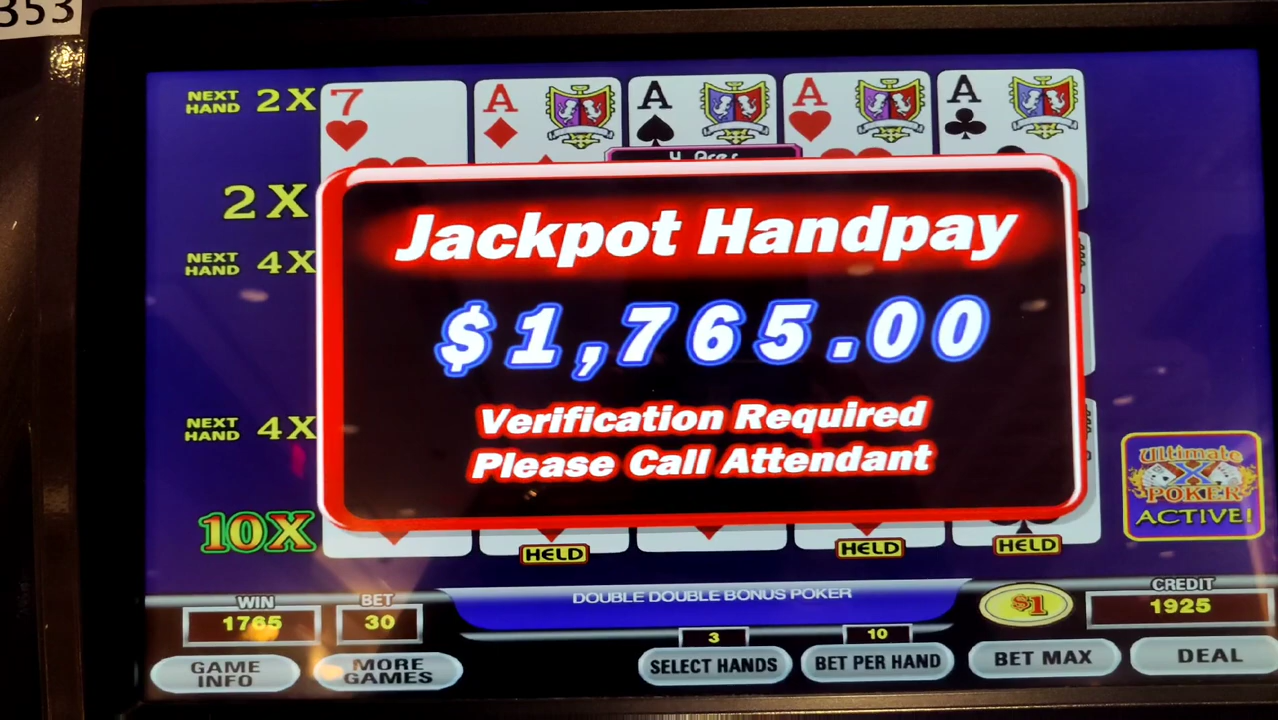 353
NEXT HAND 2X
7 A A A A
4 Aces
2X
NEXT HAND 4X
Jackpot Handpay
$1,765.00
Verification Required
Please Call Attendant
NEXT HAND 4X
Ultimate X POKER
ACTIVE!
10X
HELD HELD HELD
DOUBLE DOUBLE BONUS POKER
WIN BET $1 CREDIT
1765 30 1925
3 10
GAME INFO MORE GAMES SELECT HANDS BET PER HAND BET MAX DEAL